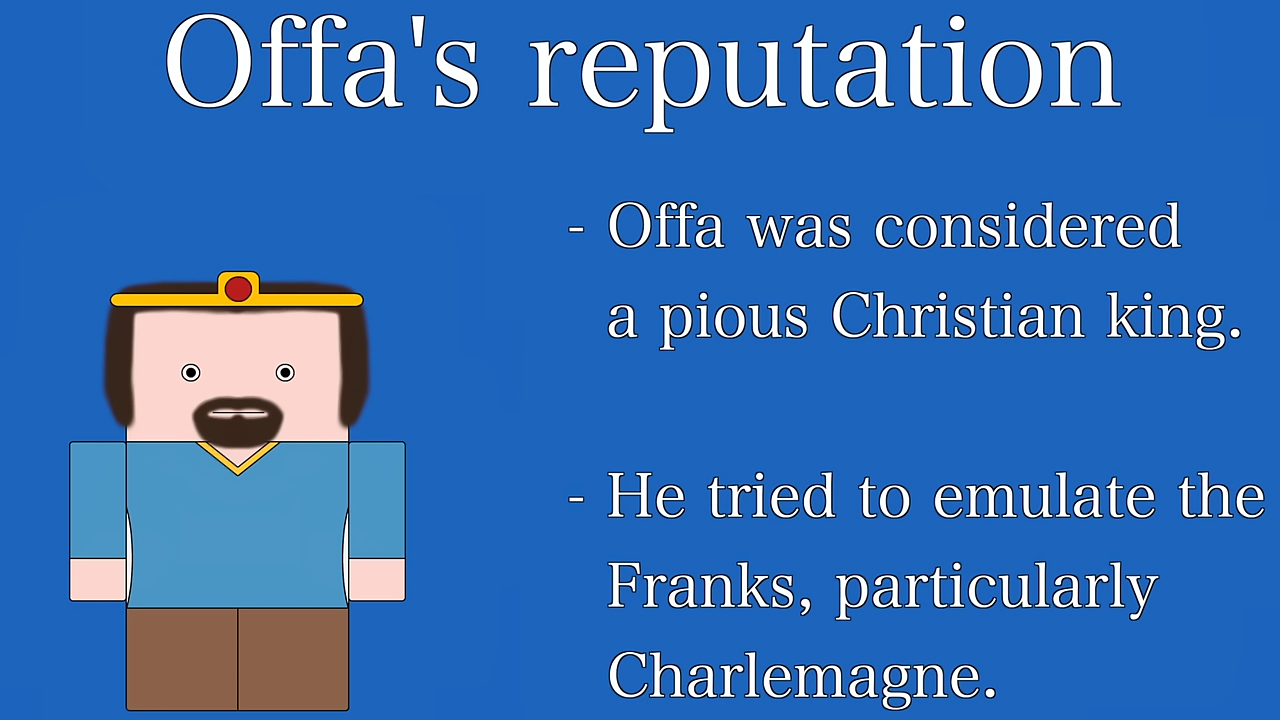 Offa's reputation
- Offa was considered
a pious Christian king.
- He tried to emulate the
Franks, particularly
Charlemagne.